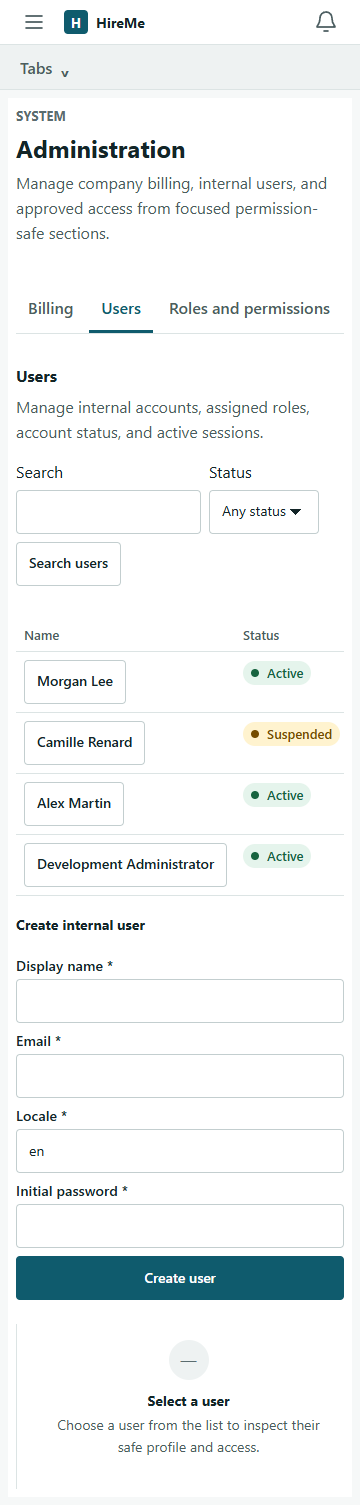 H HireMe
Tabs v
SYSTEM
Administration
Manage company billing, internal users, and
approved access from focused permission-
safe sections.
Billing Users Roles and permissions
Users
Manage internal accounts, assigned roles,
account status, and active sessions.
Search Status
Any status
Search users
Name Status
Morgan Lee Active
Camille Renard Suspended
Alex Martin Active
Development Administrator Active
Create internal user
Display name *
Email *
Locale *
en
Initial password *
Create user
—
Select a user
Choose a user from the list to inspect their
safe profile and access.